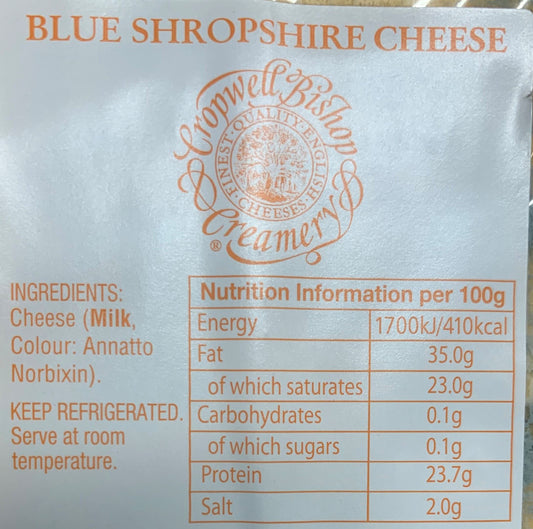 BLUE SHROPSHIRE CHEESE
Cropwell Bishop
FINEST · QUALITY · ENGLISH
· CHEESES ·
Creamery
®
INGREDIENTS:
Cheese (Milk,
Colour: Annatto
Norbixin).
KEEP REFRIGERATED.
Serve at room
temperature.
Nutrition Information per 100g
Energy 1700kJ/410kcal
Fat 35.0g
of which saturates 23.0g
Carbohydrates 0.1g
of which sugars 0.1g
Protein 23.7g
Salt 2.0g